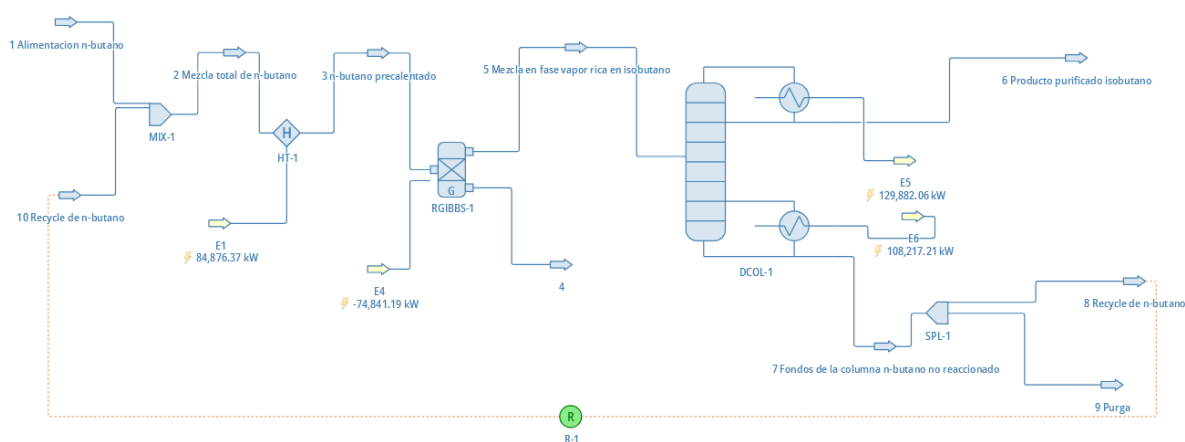 1 Alimentacion n-butano
2 Mezcla total de n-butano
3 n-butano precalentado
5 Mezcla en fase vapor rica en isobutano
6 Producto purificado isobutano
MIX-1
H
HT-1
G
RGIBBS-1
E5
129,882.06 kW
10 Recycle de n-butano
E1
84,876.37 kW
E4
-74,841.19 kW
4
E6
108,217.21 kW
DCOL-1
8 Recycle de n-butano
SPL-1
7 Fondos de la columna n-butano no reaccionado
9 Purga
R
R-1